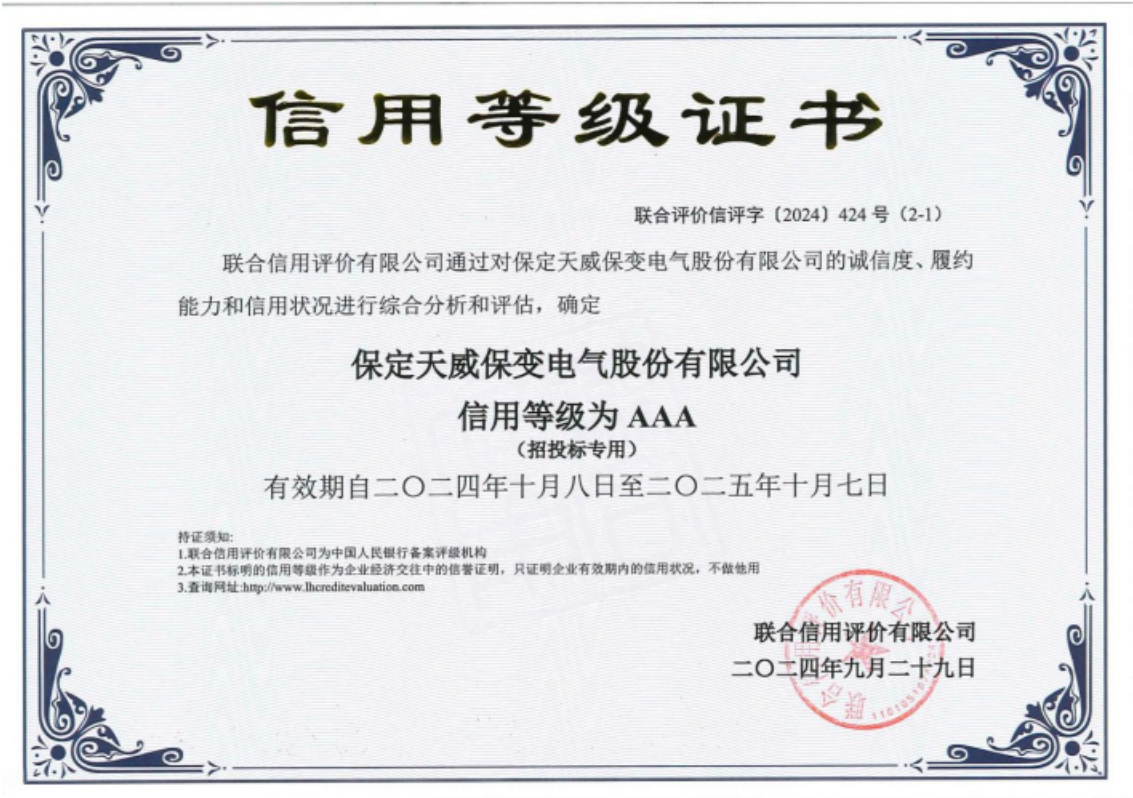 信用等级证书
联合评价信评字〔2024〕424 号（2-1）
联合信用评价有限公司通过对保定天威保变电气股份有限公司的诚信度、履约
能力和信用状况进行综合分析和评估，确定
保定天威保变电气股份有限公司
信用等级为 AAA
（招投标专用）
有效期自二〇二四年十月八日至二〇二五年十月七日
持证须知:
1.联合信用评价有限公司为中国人民银行备案评级机构
2.本证书标明的信用等级作为企业经济交往中的信誉证明，只证明企业有效期内的信用状况，不做他用
3.查询网址:http://www.lhcreditevaluation.com
联合信用评价有限公司
二〇二四年九月二十九日
联合信用评价有限公